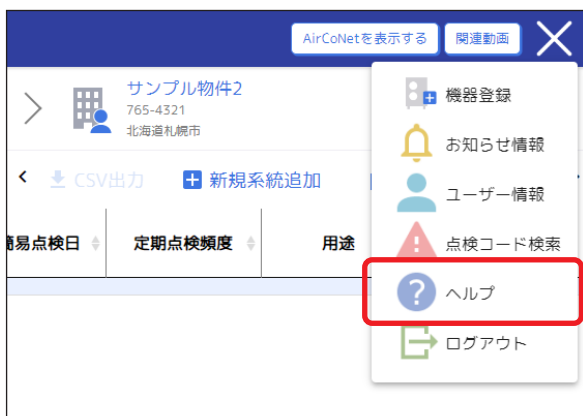 AirCoNetを表示する
関連動画
サンプル物件2
765-4321
北海道札幌市
CSV出力
新規系統追加
易点検日
定期点検頻度
用途
機器登録
お知らせ情報
ユーザー情報
点検コード検索
ヘルプ
ログアウト